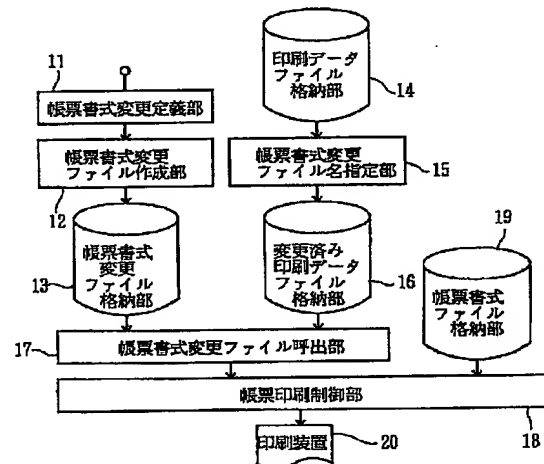 11
帳票書式変更定義部
帳票書式変更
ファイル作成部
12
帳票書式
変更
ファイル
格納部
13
印刷データ
ファイル
格納部
14
帳票書式変更
ファイル名指定部
15
変更済み
印刷データ
ファイル
格納部
16
19
帳票書式
ファイル
格納部
17
帳票書式変更ファイル呼出部
帳票印刷制御部
18
印刷装置
20